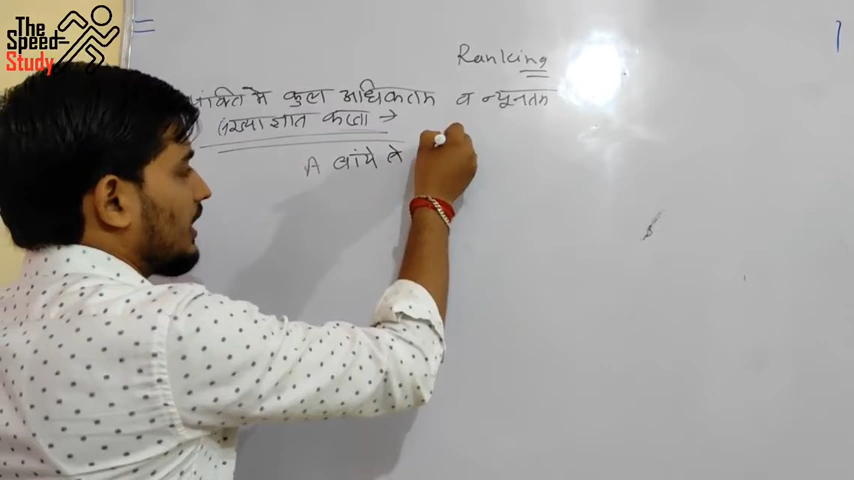 The
Speed
Study
Ranking
पंक्ति मे कुल अधिकतम व न्यूनतम
संख्या ज्ञात करना →
A बांये से